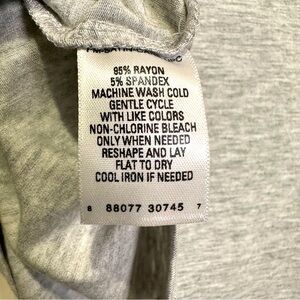 95% RAYON
5% SPANDEX
MACHINE WASH COLD
GENTLE CYCLE
WITH LIKE COLORS
NON-CHLORINE BLEACH
ONLY WHEN NEEDED
RESHAPE AND LAY
FLAT TO DRY
COOL IRON IF NEEDED
88077 30745 7